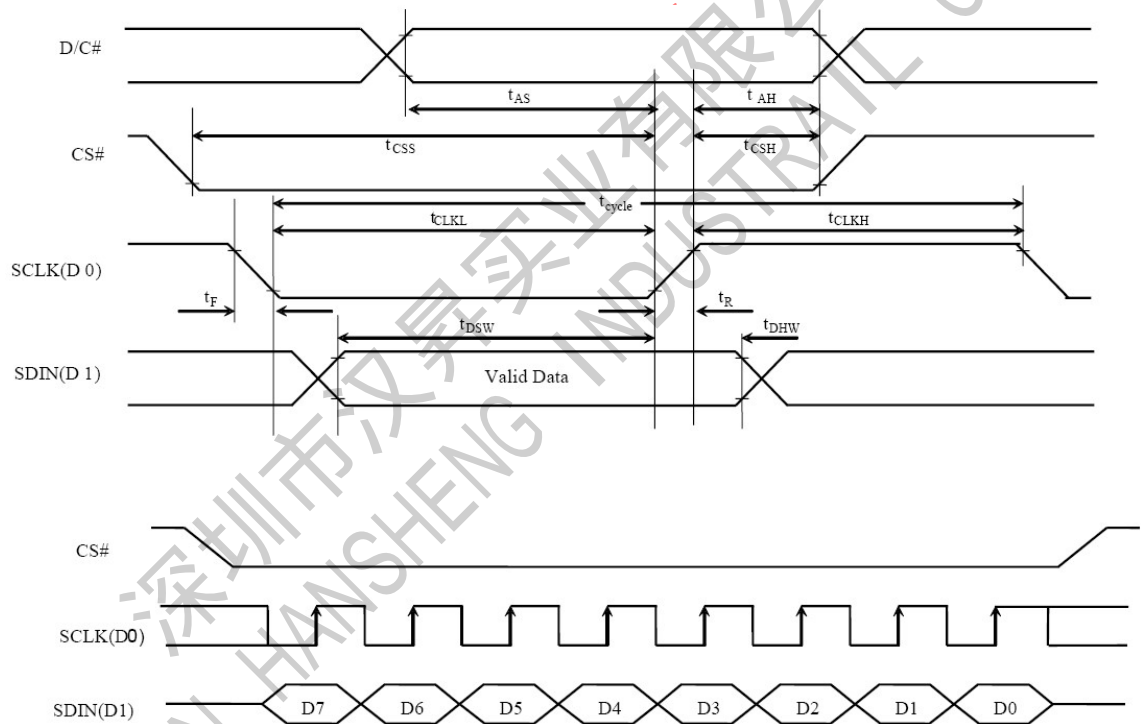 D/C#
tAS
t AH
CS#
tCSS
tCSH
tcycle
tCLKL
tCLKH
SCLK(D 0)
tF
tR
tDSW
tDHW
SDIN(D 1)
Valid Data
CS#
SCLK(D0)
SDIN(D1)
D7 D6 D5 D4 D3 D2 D1 D0
深圳市汉昇实业有限公
HANSHENG INDUSTRAIL